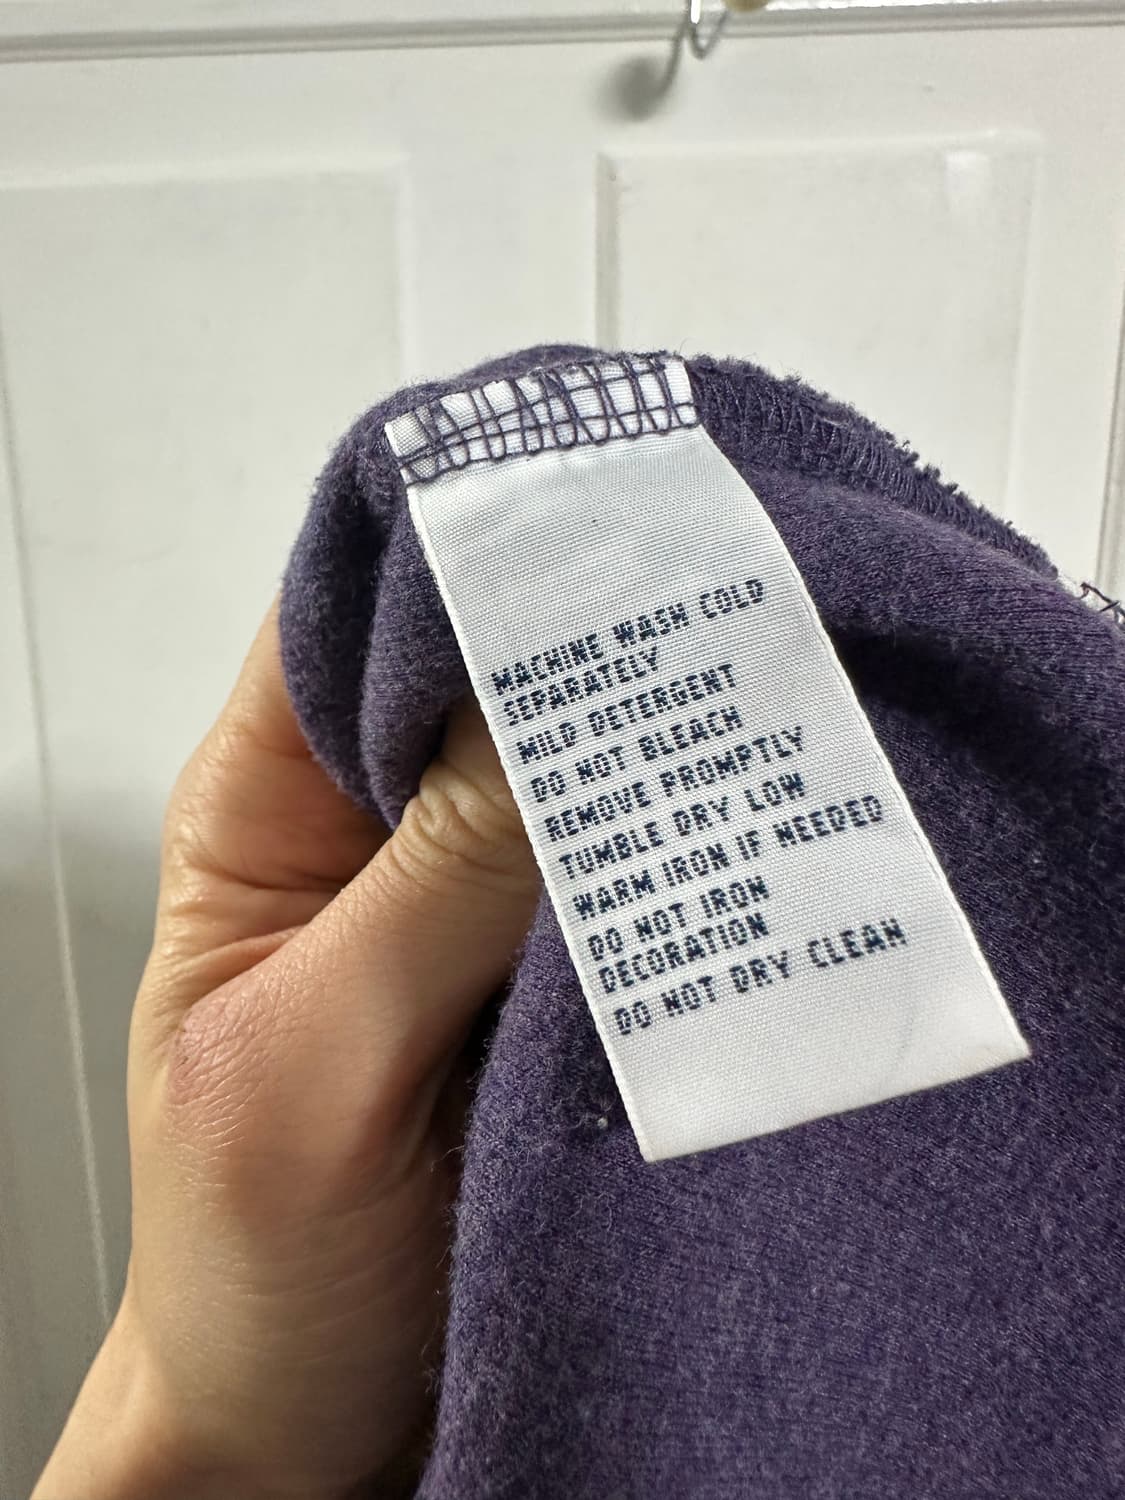 MACHINE WASH COLD
SEPARATELY
MILD DETERGENT
DO NOT BLEACH
REMOVE PROMPTLY
TUMBLE DRY LOW
WARM IRON IF NEEDED
DO NOT IRON
DECORATION
DO NOT DRY CLEAN